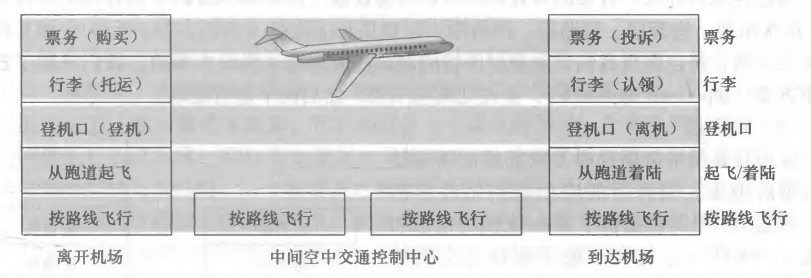 票务（购买） 票务（投诉） 票务
行李（托运） 行李（认领） 行李
登机口（登机） 登机口（离机） 登机口
从跑道起飞 从跑道着陆 起飞/着陆
按路线飞行 按路线飞行 按路线飞行 按路线飞行 按路线飞行
离开机场 中间空中交通控制中心 到达机场